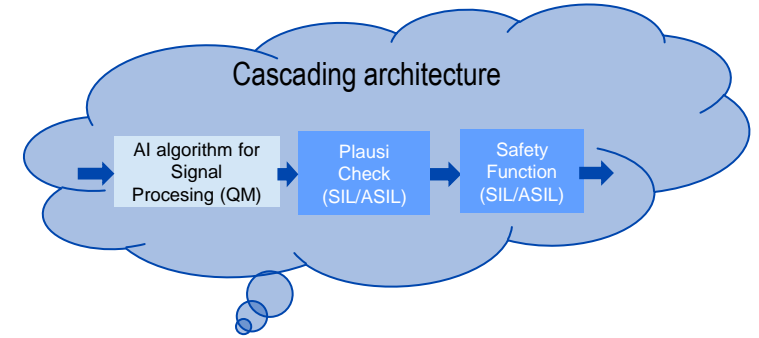 Cascading architecture
AI algorithm for
Signal
Procesing (QM)
Plausi
Check
(SIL/ASIL)
Safety
Function
(SIL/ASIL)